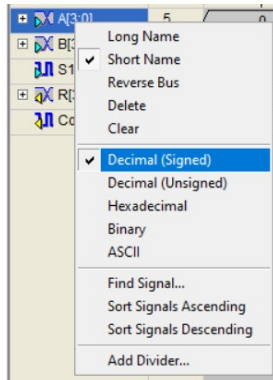 A[3:0] 5 0
Long Name
B[3
Short Name
S1
Reverse Bus
R[3
Delete
Co
Clear
Decimal (Signed)
Decimal (Unsigned)
Hexadecimal
Binary
ASCII
Find Signal...
Sort Signals Ascending
Sort Signals Descending
Add Divider...